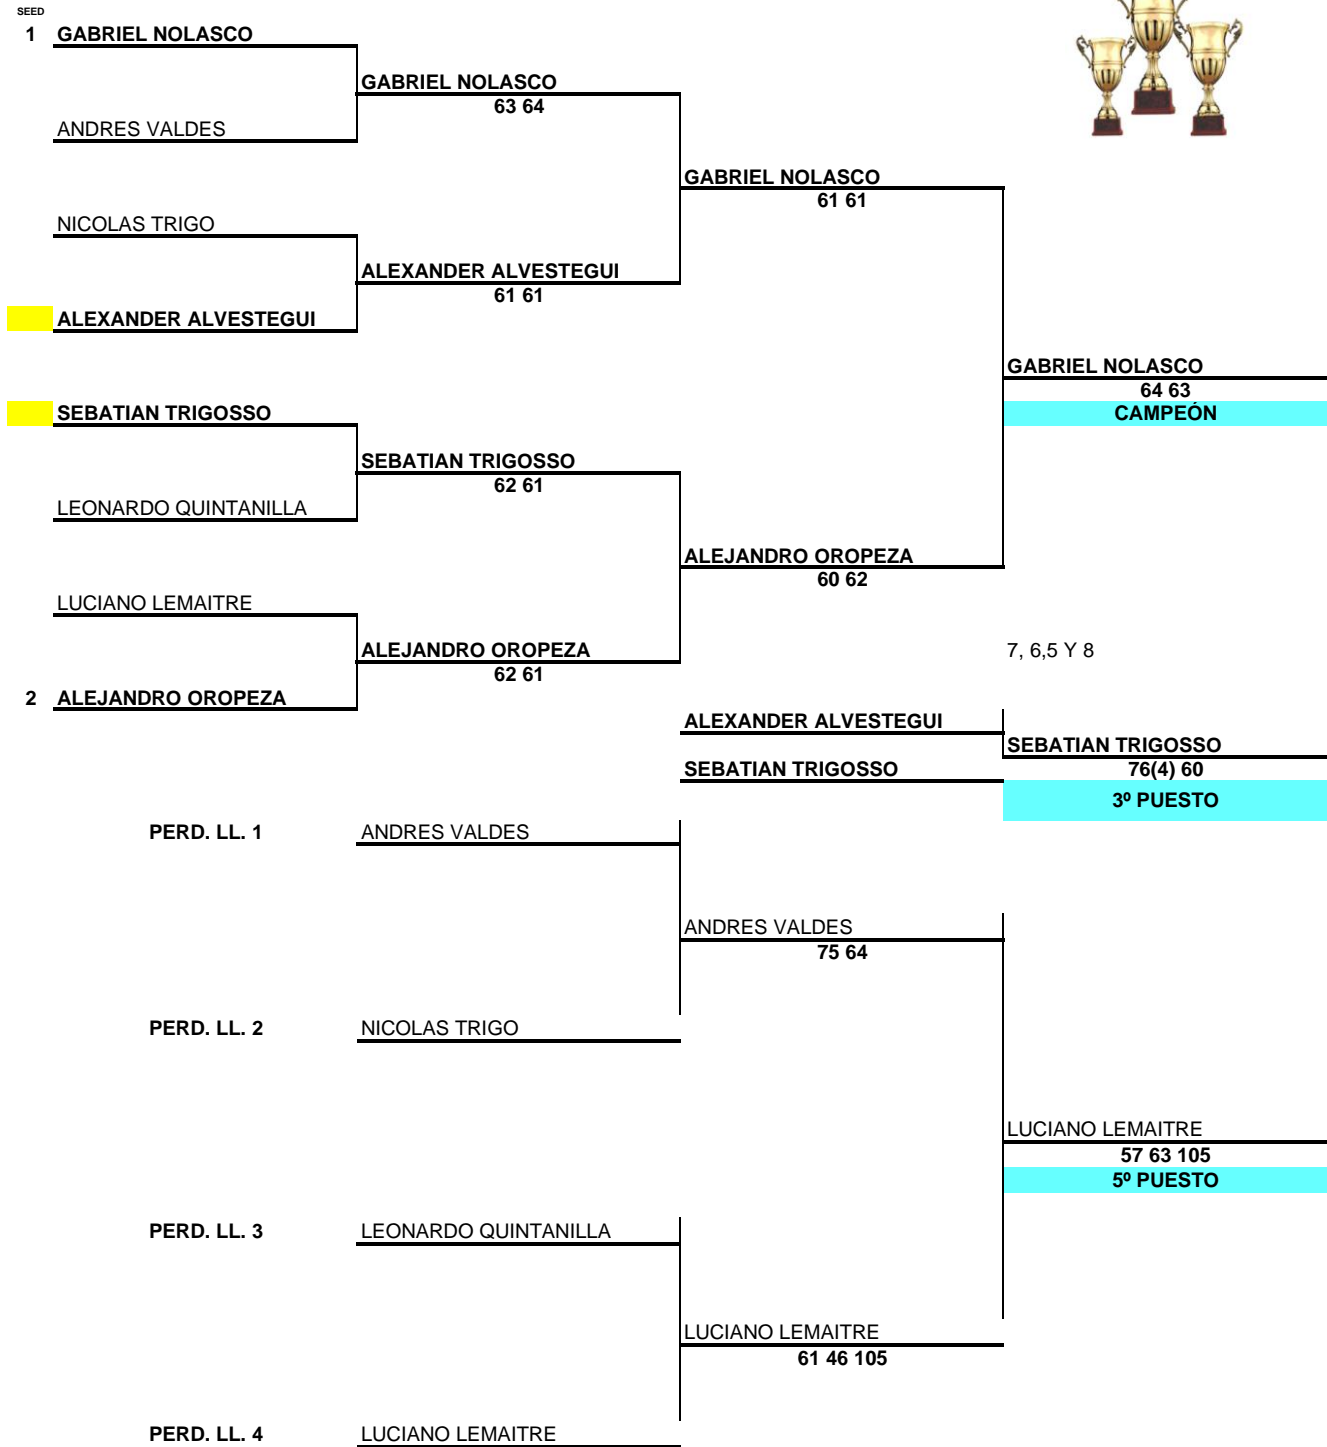 SEED
1 GABRIEL NOLASCO
GABRIEL NOLASCO
63 64
ANDRES VALDES
GABRIEL NOLASCO
61 61
NICOLAS TRIGO
ALEXANDER ALVESTEGUI
61 61
ALEXANDER ALVESTEGUI
GABRIEL NOLASCO
64 63
CAMPEÓN
SEBATIAN TRIGOSSO
SEBATIAN TRIGOSSO
62 61
LEONARDO QUINTANILLA
ALEJANDRO OROPEZA
60 62
LUCIANO LEMAITRE
ALEJANDRO OROPEZA
62 61
7, 6,5 Y 8
2 ALEJANDRO OROPEZA
ALEXANDER ALVESTEGUI
SEBATIAN TRIGOSSO
76(4) 60
SEBATIAN TRIGOSSO
3º PUESTO
PERD. LL. 1 ANDRES VALDES
ANDRES VALDES
75 64
PERD. LL. 2 NICOLAS TRIGO
LUCIANO LEMAITRE
57 63 105
5º PUESTO
PERD. LL. 3 LEONARDO QUINTANILLA
LUCIANO LEMAITRE
61 46 105
PERD. LL. 4 LUCIANO LEMAITRE